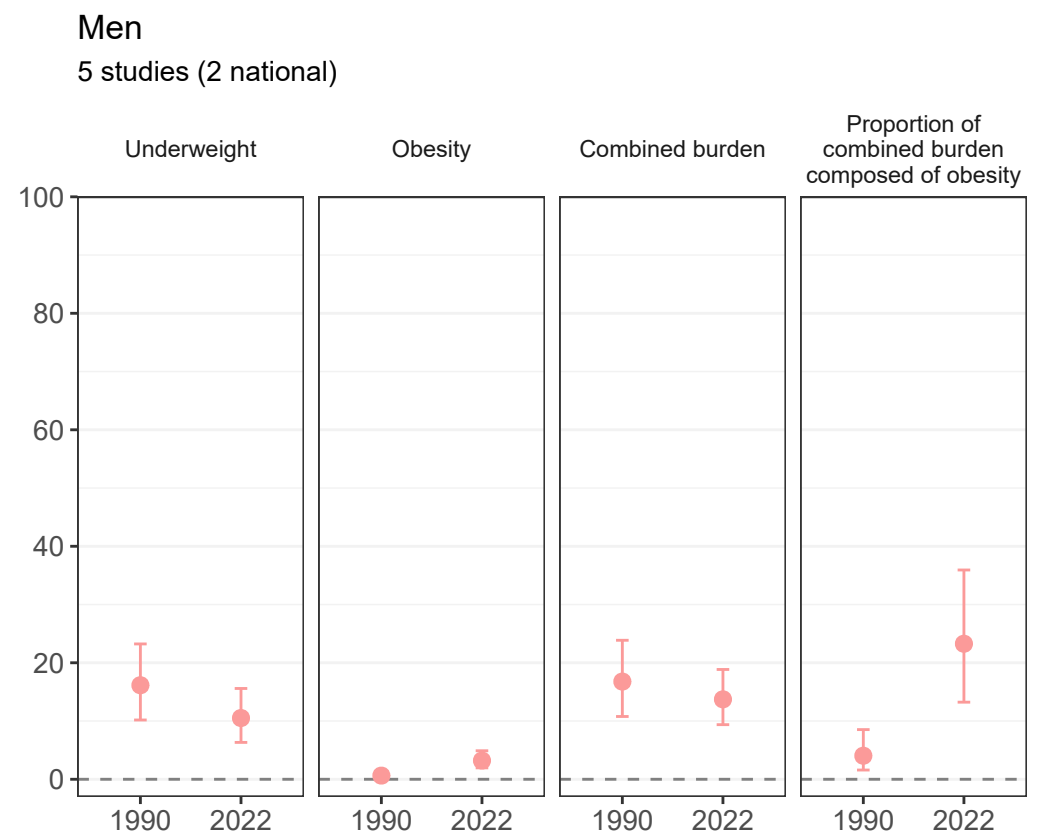 Men
5 studies (2 national)
Underweight
Obesity
Combined burden
Proportion of
combined burden
composed of obesity
100
80
60
40
20
0
1990 2022
1990 2022
1990 2022
1990 2022